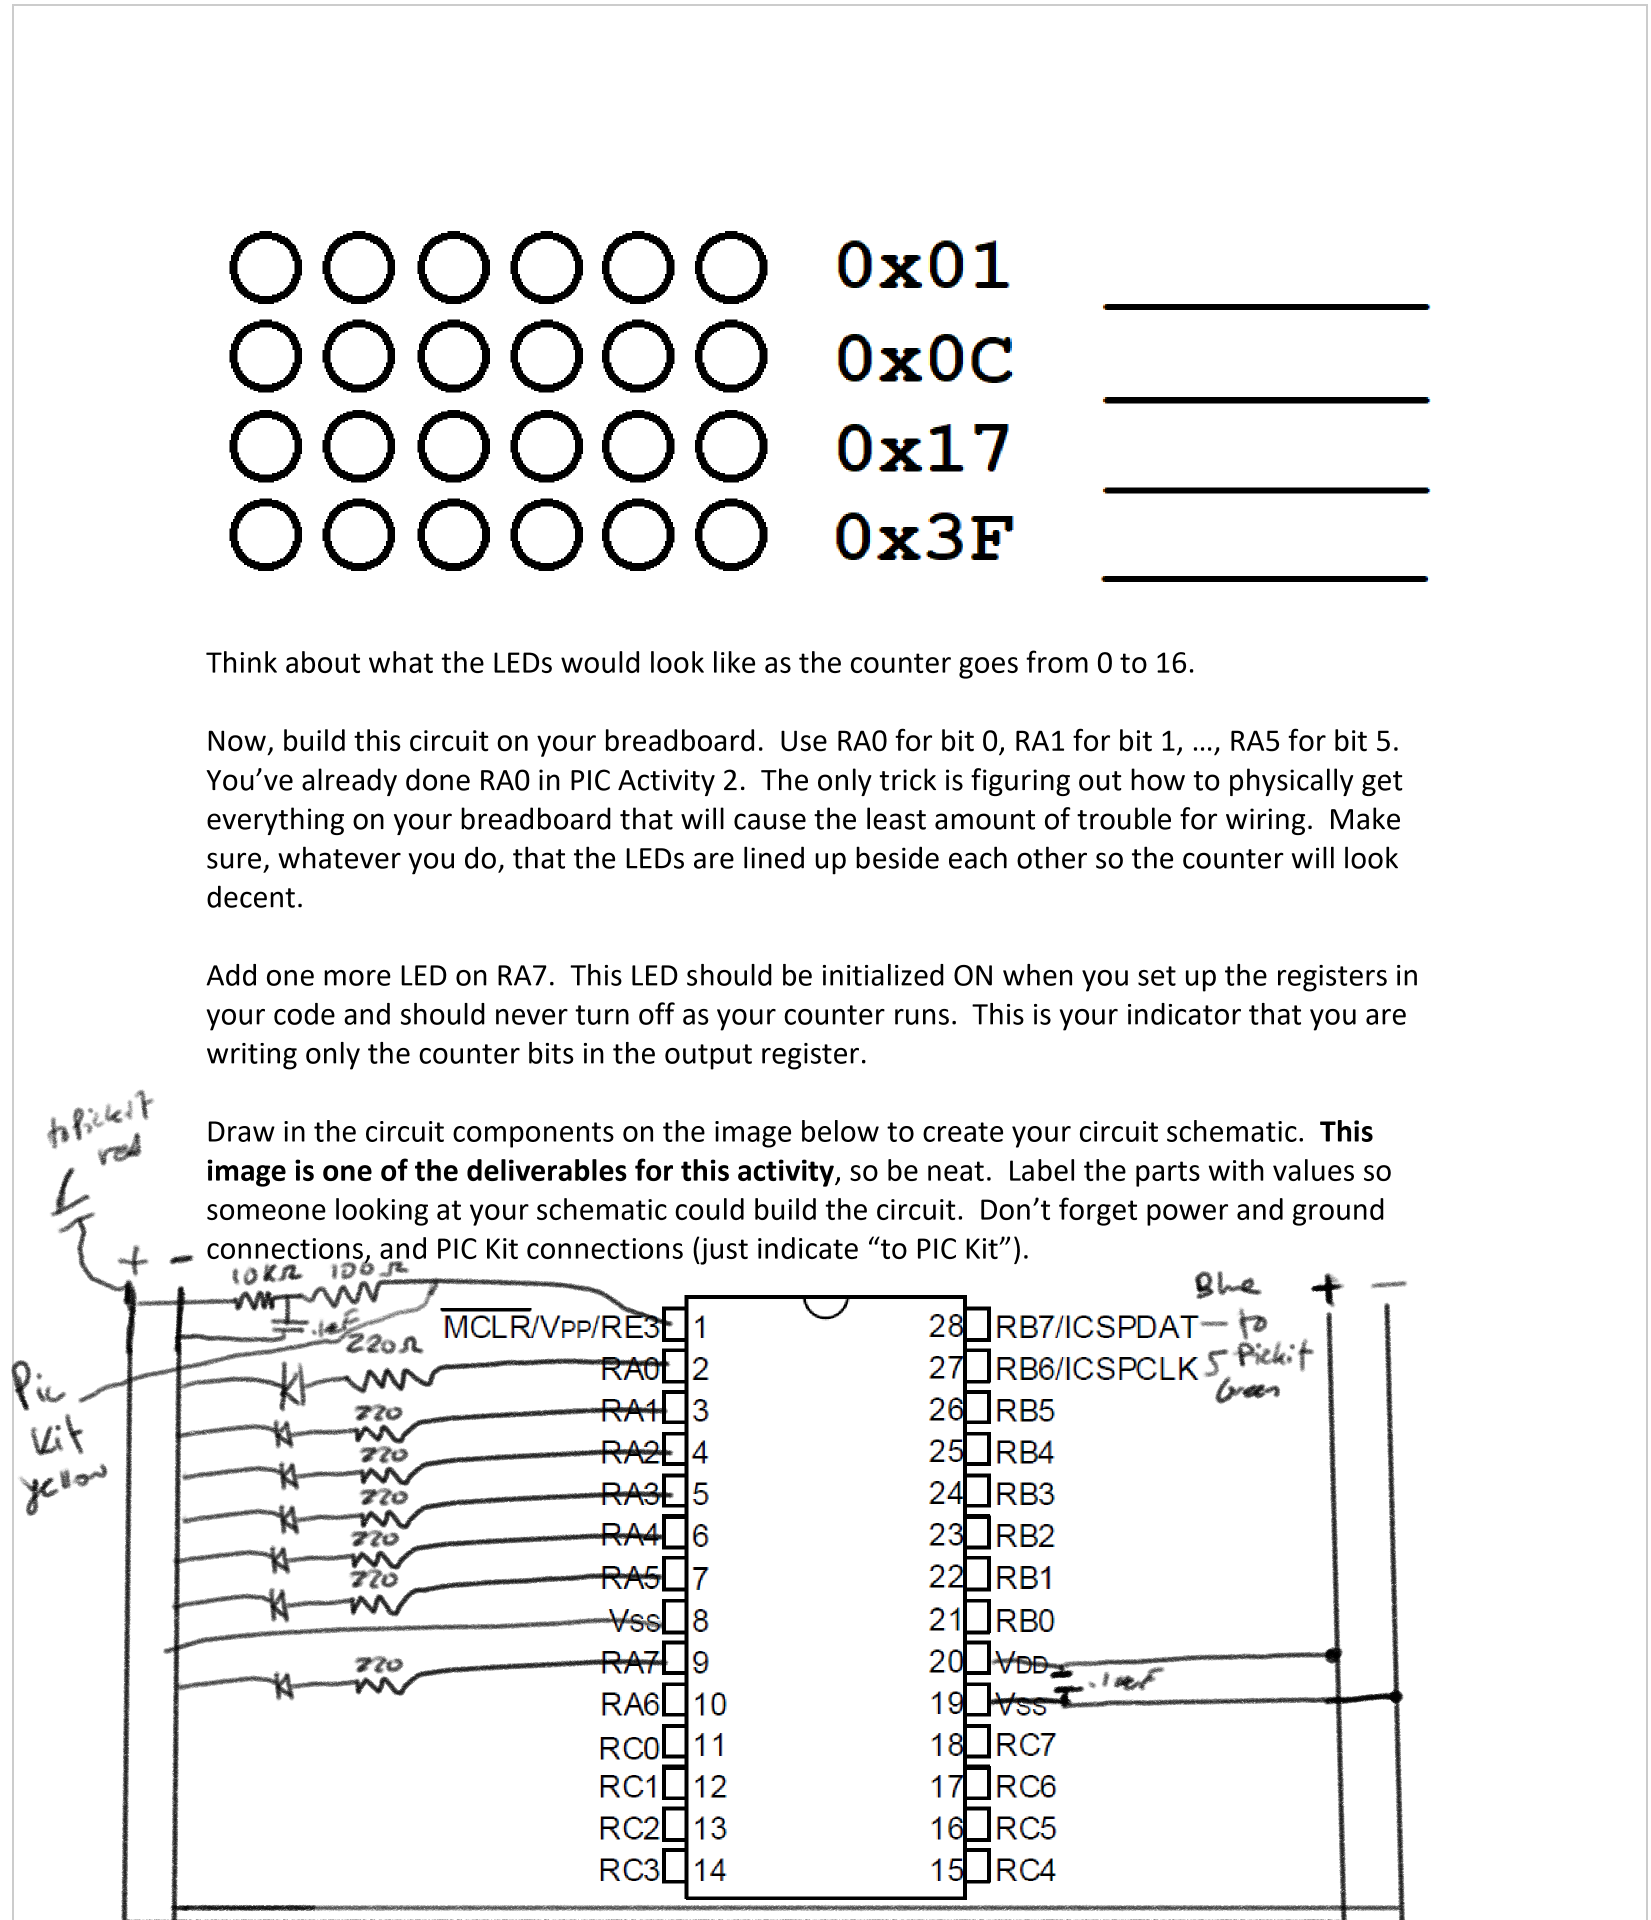 0x01
0x0C
0x17
0x3F
Think about what the LEDs would look like as the counter goes from 0 to 16.
Now, build this circuit on your breadboard.  Use RA0 for bit 0, RA1 for bit 1, …, RA5 for bit 5.
You’ve already done RA0 in PIC Activity 2.  The only trick is figuring out how to physically get
everything on your breadboard that will cause the least amount of trouble for wiring.  Make
sure, whatever you do, that the LEDs are lined up beside each other so the counter will look
decent.
Add one more LED on RA7.  This LED should be initialized ON when you set up the registers in
your code and should never turn off as your counter runs.  This is your indicator that you are
writing only the counter bits in the output register.
Draw in the circuit components on the image below to create your circuit schematic.  This
image is one of the deliverables for this activity, so be neat.  Label the parts with values so
someone looking at your schematic could build the circuit.  Don’t forget power and ground
connections, and PIC Kit connections (just indicate “to PIC Kit”).
to Pickit
red
+ -
10KΩ 100Ω
220Ω
Pic
Kit
yellow
220
220
220
220
220
220
MCLR/VPP/RE3 1
RA0 2
RA1 3
RA2 4
RA3 5
RA4 6
RA5 7
Vss 8
RA7 9
RA6 10
RC0 11
RC1 12
RC2 13
RC3 14
28 RB7/ICSPDAT
27 RB6/ICSPCLK
26 RB5
25 RB4
24 RB3
23 RB2
22 RB1
21 RB0
20 VDD
19 Vss
18 RC7
17 RC6
16 RC5
15 RC4
Blue
to
Pickit
Green
+ -